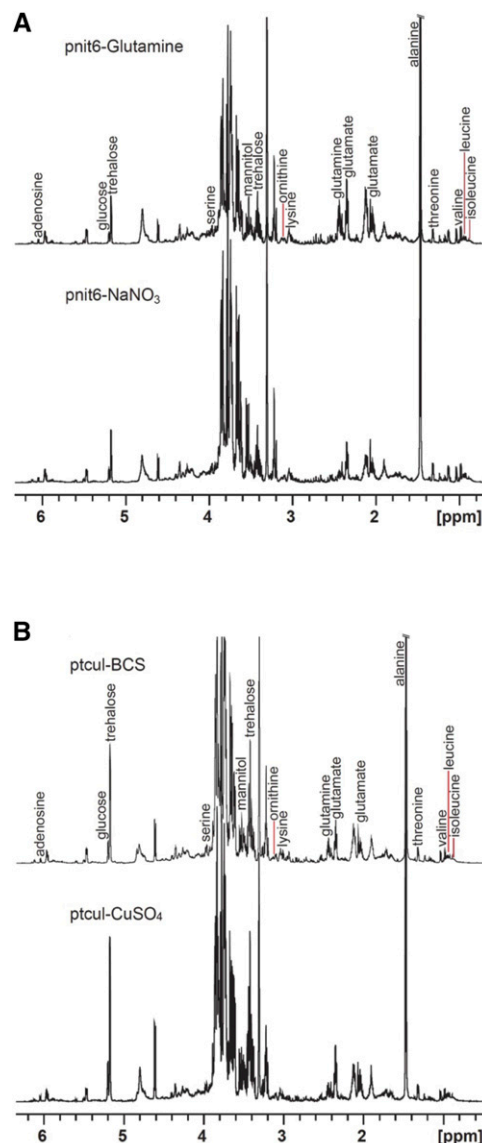 A
pnit6-Glutamine
adenosine
glucose
trehalose
serine
mannitol
trehalose
ornithine
lysine
glutamine
glutamate
glutamate
alanine
threonine
valine
leucine
isoleucine
pnit6-NaNO₃
6 5 4 3 2 [ppm]
B
ptcul-BCS
adenosine
glucose
trehalose
serine
mannitol
trehalose
ornithine
lysine
glutamine
glutamate
glutamate
alanine
threonine
valine
leucine
isoleucine
ptcul-CuSO₄
6 5 4 3 2 [ppm]